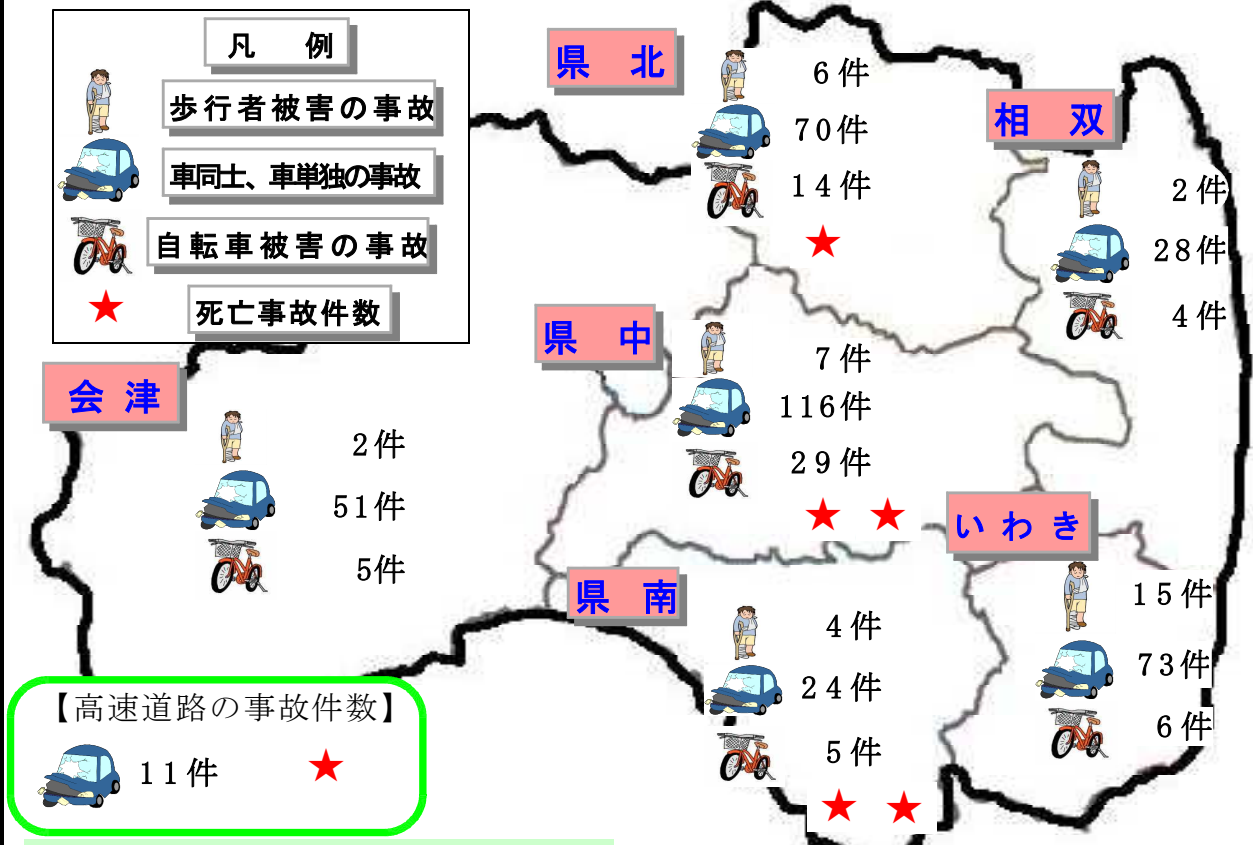 凡 例
歩行者被害の事故
車同士、車単独の事故
自転車被害の事故
★ 死亡事故件数
県 北
6件
70件
14件
★
相 双
2件
28件
4件
県 中
7件
116件
29件
★ ★
会 津
2件
51件
5件
いわき
15件
73件
6件
県 南
4件
24件
5件
★ ★
【高速道路の事故件数】
11件 ★